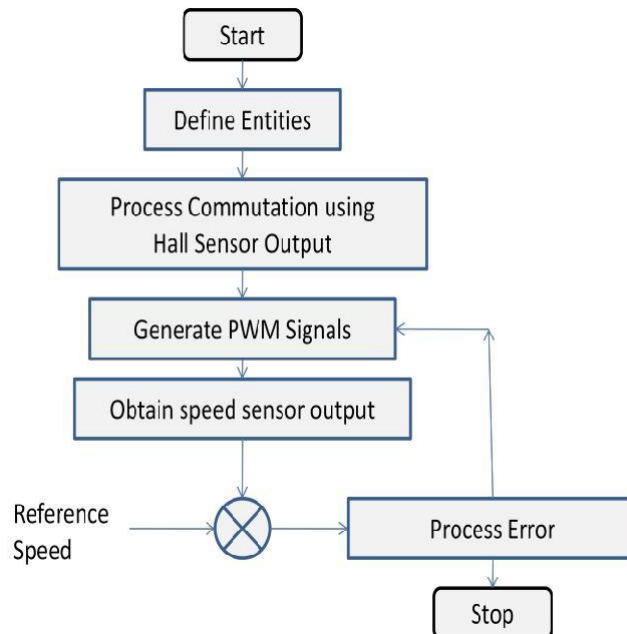 Start
Define Entities
Process Commutation using
Hall Sensor Output
Generate PWM Signals
Obtain speed sensor output
Reference
Speed
Process Error
Stop